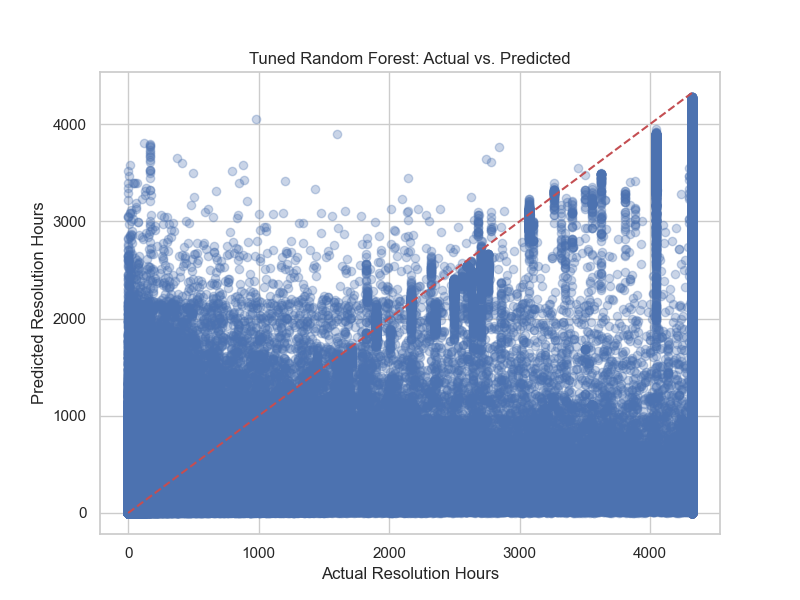 Tuned Random Forest: Actual vs. Predicted
Predicted Resolution Hours
4000
3000
2000
1000
0
0 1000 2000 3000 4000
Actual Resolution Hours